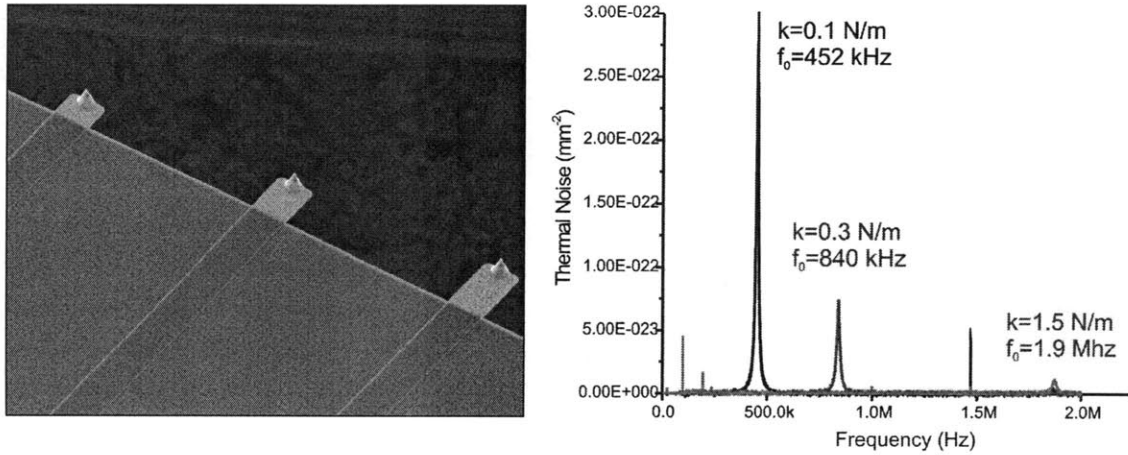 3.00E-022
2.50E-022
2.00E-022
1.50E-022
1.00E-022
5.00E-023
0.00E+000
Thermal Noise (mm⁻²)
k=0.1 N/m
f₀=452 kHz
k=0.3 N/m
f₀=840 kHz
k=1.5 N/m
f₀=1.9 Mhz
0.0 500.0k 1.0M 1.5M 2.0M
Frequency (Hz)